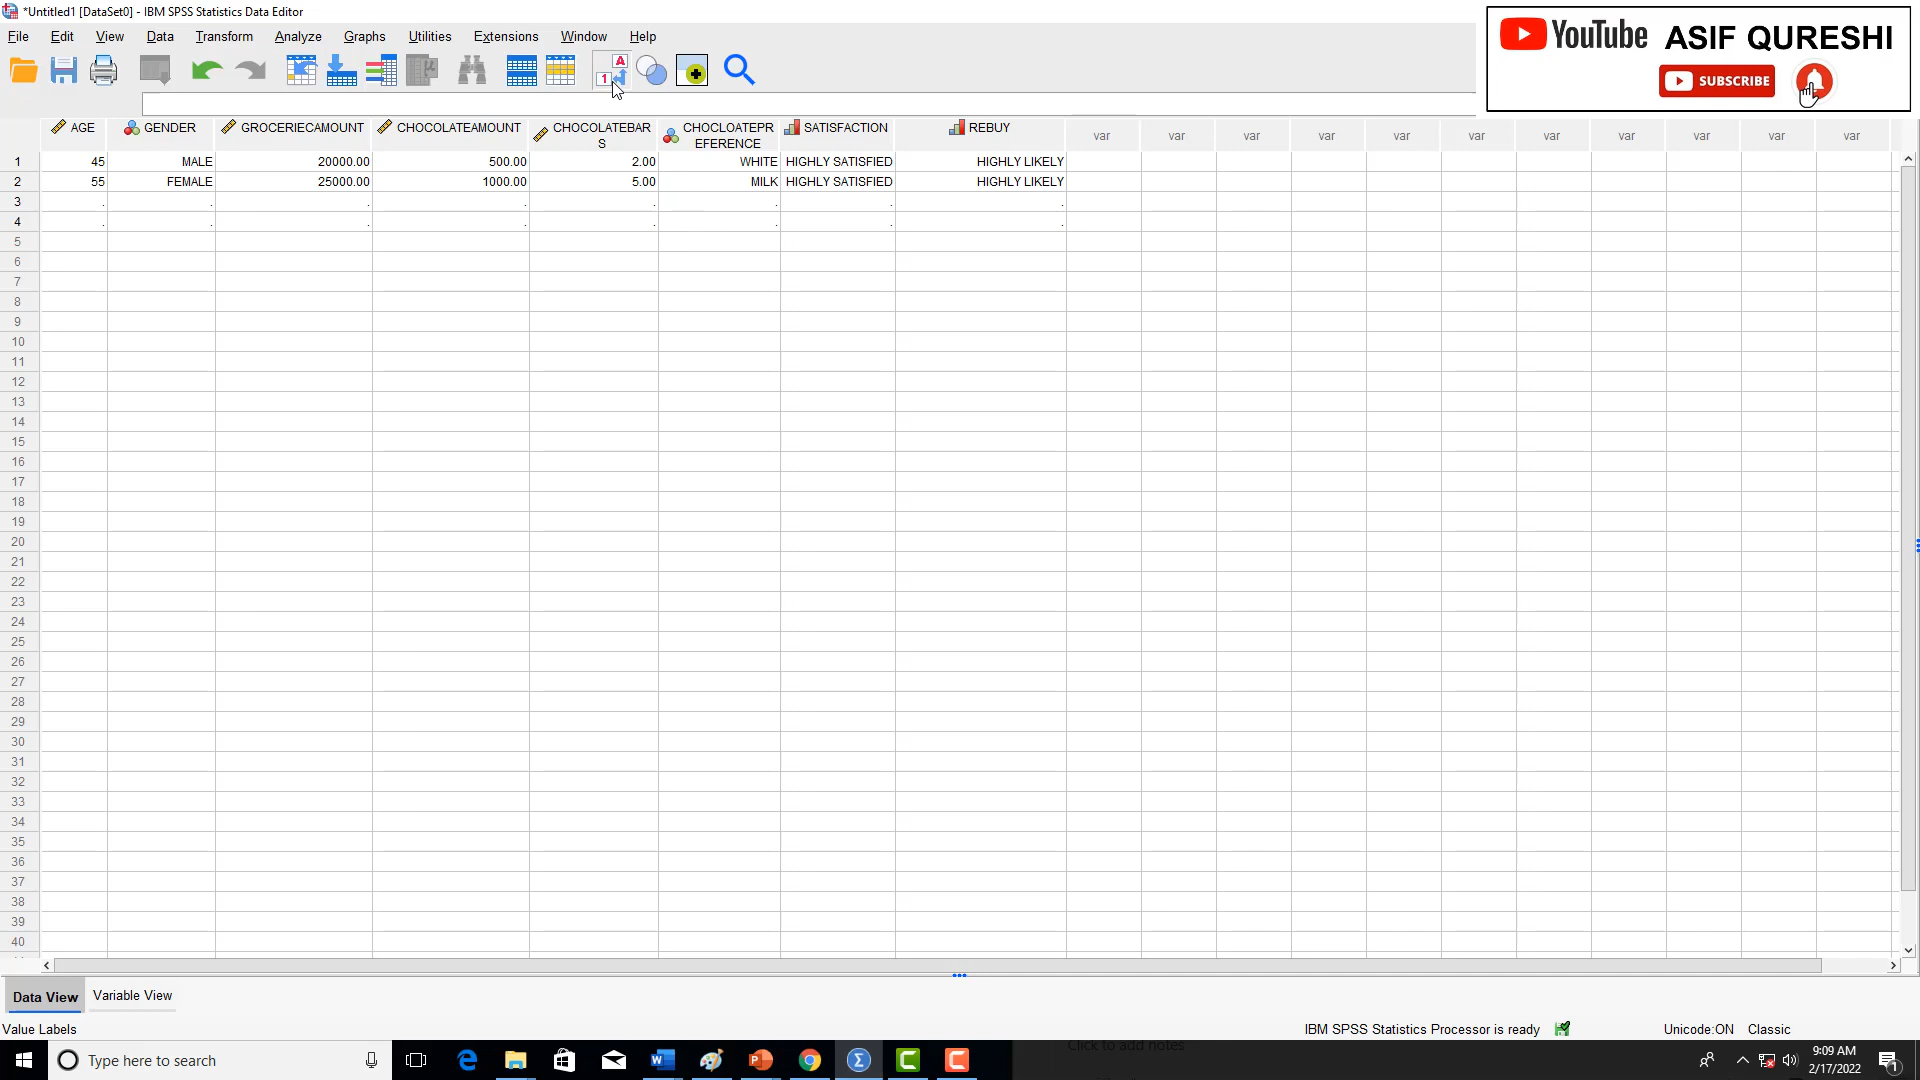 *Untitled1 [DataSet0] - IBM SPSS Statistics Data Editor
File Edit View Data Transform Analyze Graphs Utilities Extensions Window Help
YouTube ASIF QURESHI
SUBSCRIBE
A
1
AGE GENDER GROCERIECAMOUNT CHOCOLATEAMOUNT CHOCOLATEBAR
S CHOCLOATEPR
EFERENCE SATISFACTION REBUY var var var var var var var var var var var
1 45 MALE 20000.00 500.00 2.00 WHITE HIGHLY SATISFIED HIGHLY LIKELY
2 55 FEMALE 25000.00 1000.00 5.00 MILK HIGHLY SATISFIED HIGHLY LIKELY
3 . . . . . . . .
4 . . . . . . . .
5
6
7
8
9
10
11
12
13
14
15
16
17
18
19
20
21
22
23
24
25
26
27
28
29
30
31
32
33
34
35
36
37
38
39
40
Data View Variable View
Value Labels IBM SPSS Statistics Processor is ready Unicode:ON Classic
Click to add notes
Type here to search 9:09 AM
2/17/2022 1